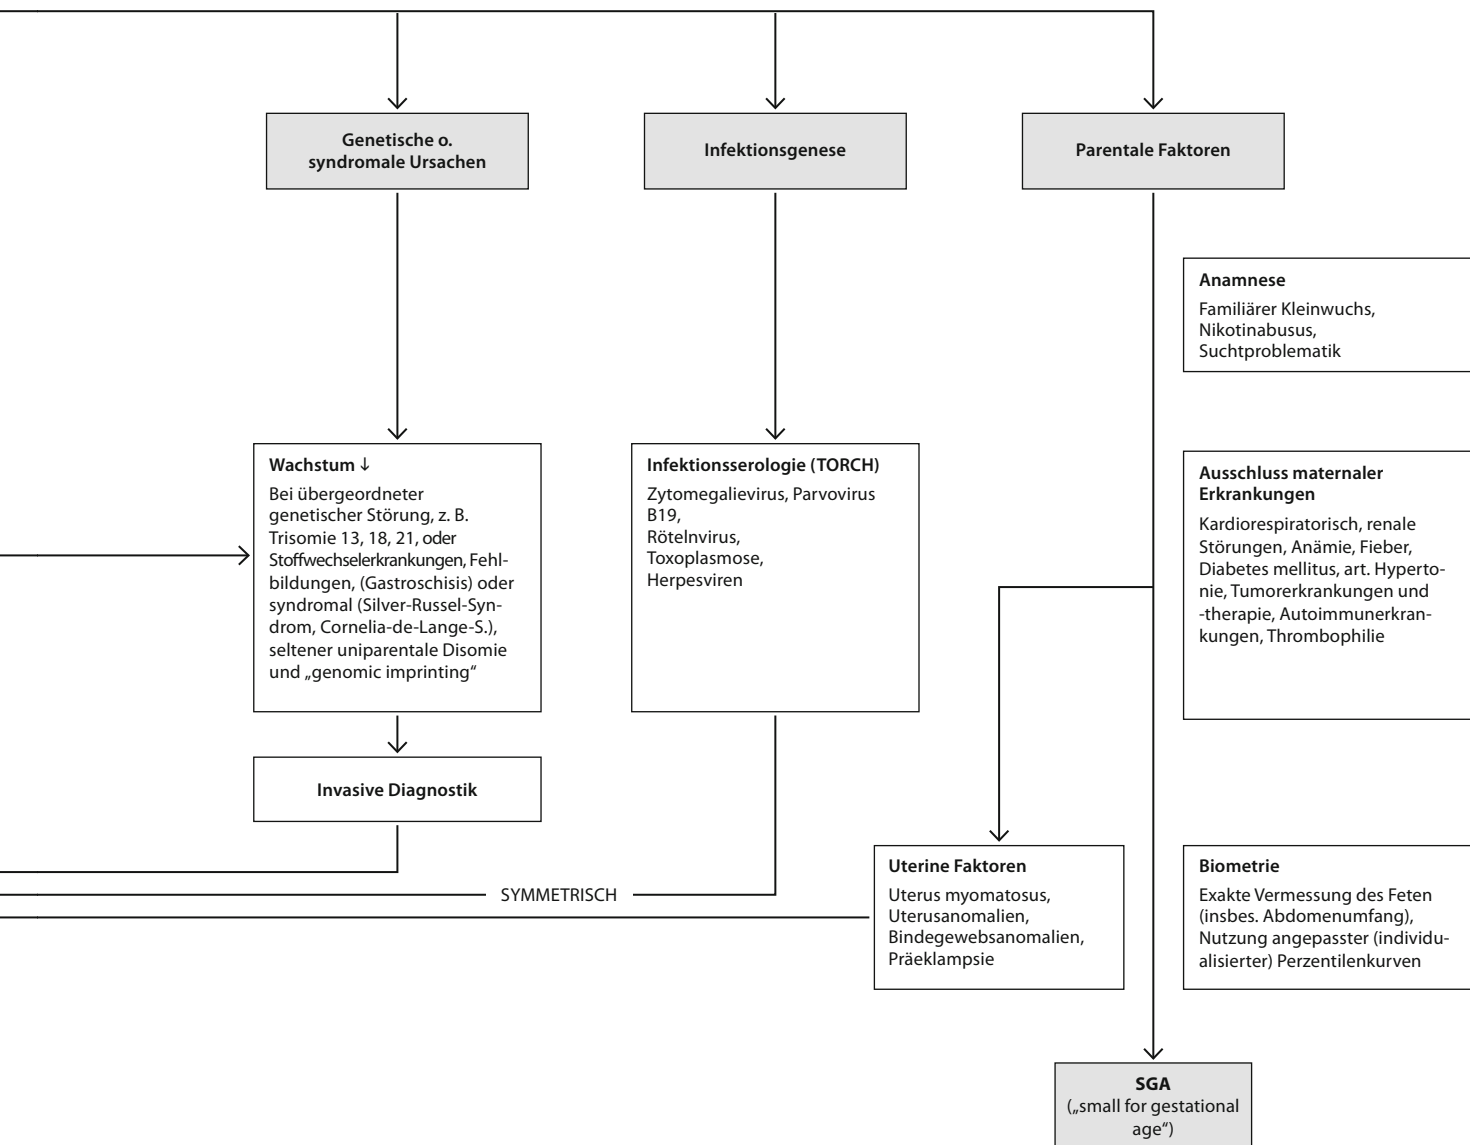 Genetische o.
syndromale Ursachen
Infektionsgenese
Parentale Faktoren
Anamnese
Familiärer Kleinwuchs,
Nikotinabusus,
Suchtproblematik
Wachstum ↓
Bei übergeordneter
genetischer Störung, z. B.
Trisomie 13, 18, 21, oder
Stoffwechselerkrankungen, Fehl-
bildungen, (Gastroschisis) oder
syndromal (Silver-Russel-Syn-
drom, Cornelia-de-Lange-S.),
seltener uniparentale Disomie
und „genomic imprinting“
Infektionsserologie (TORCH)
Zytomegalievirus, Parvovirus
B19,
Rötelnvirus,
Toxoplasmose,
Herpesviren
Ausschluss maternaler
Erkrankungen
Kardiorespiratorisch, renale
Störungen, Anämie, Fieber,
Diabetes mellitus, art. Hyperto-
nie, Tumorerkrankungen und
-therapie, Autoimmunerkran-
kungen, Thrombophilie
Invasive Diagnostik
SYMMETRISCH
Uterine Faktoren
Uterus myomatosus,
Uterusanomalien,
Bindegewebsanomalien,
Präeklampsie
Biometrie
Exakte Vermessung des Feten
(insbes. Abdomenumfang),
Nutzung angepasster (individu-
alisierter) Perzentilenkurven
SGA
(„small for gestational
age“)